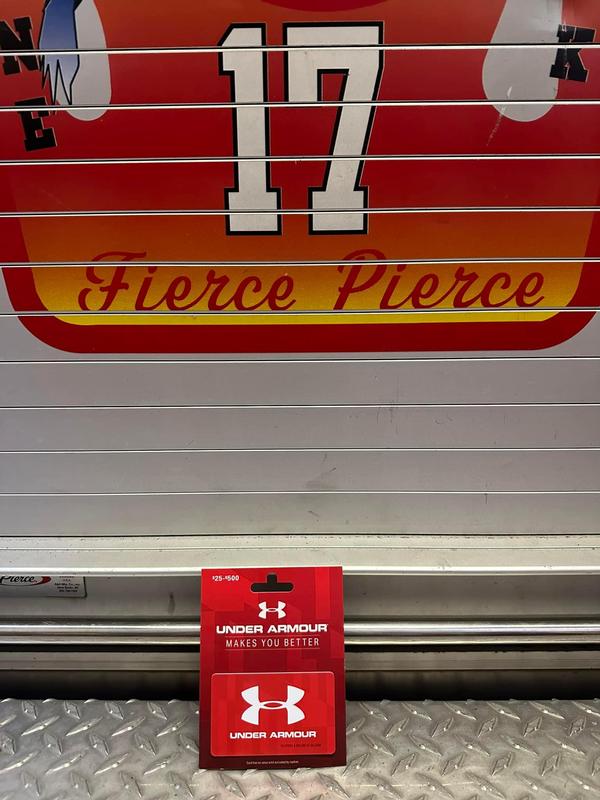 N
E
K
17
Fierce Pierce
Pierce
$25-$500
UNDER ARMOUR
MAKES YOU BETTER
UNDER ARMOUR